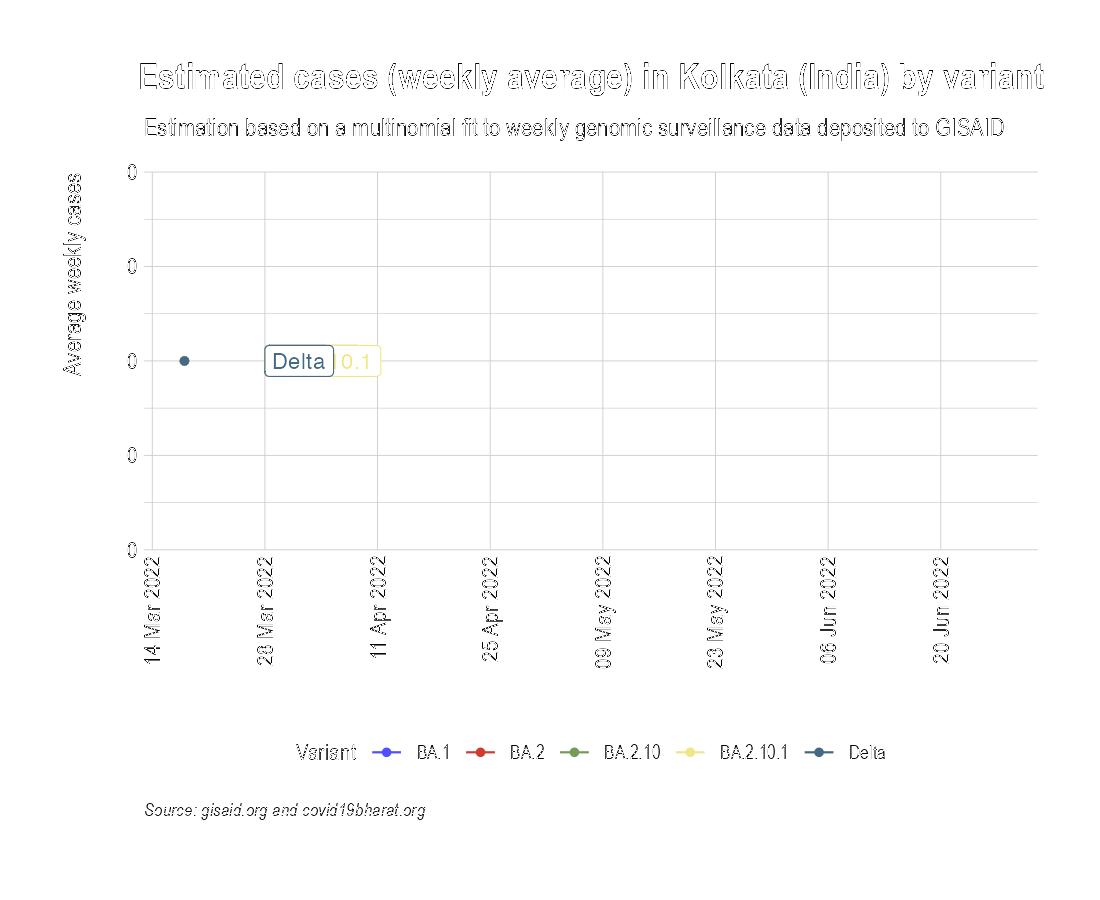 Estimated cases (weekly average) in Kolkata (India) by variant
Estimation based on a multinomial fit to weekly genomic surveillance data deposited to GISAID
Average weekly cases
0
0
0
0
0
Delta
0.1
14 Mar 2022
28 Mar 2022
11 Apr 2022
25 Apr 2022
09 May 2022
23 May 2022
06 Jun 2022
20 Jun 2022
Variant BA.1 BA.2 BA.2.10 BA.2.10.1 Delta
Source: gisaid.org and covid19bharat.org